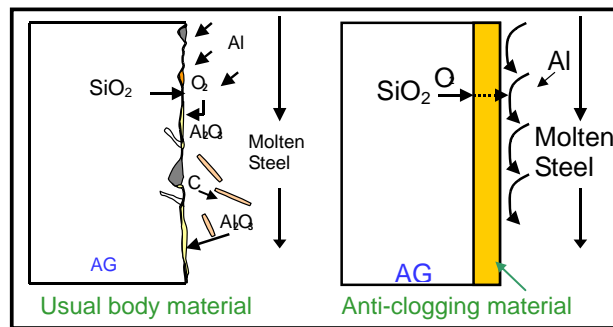 Al
O2
SiO2
Al2O3
Molten
Steel
C
Al2O3
AG
Usual body material
O2
Al
SiO2
Molten
Steel
AG
Anti-clogging material